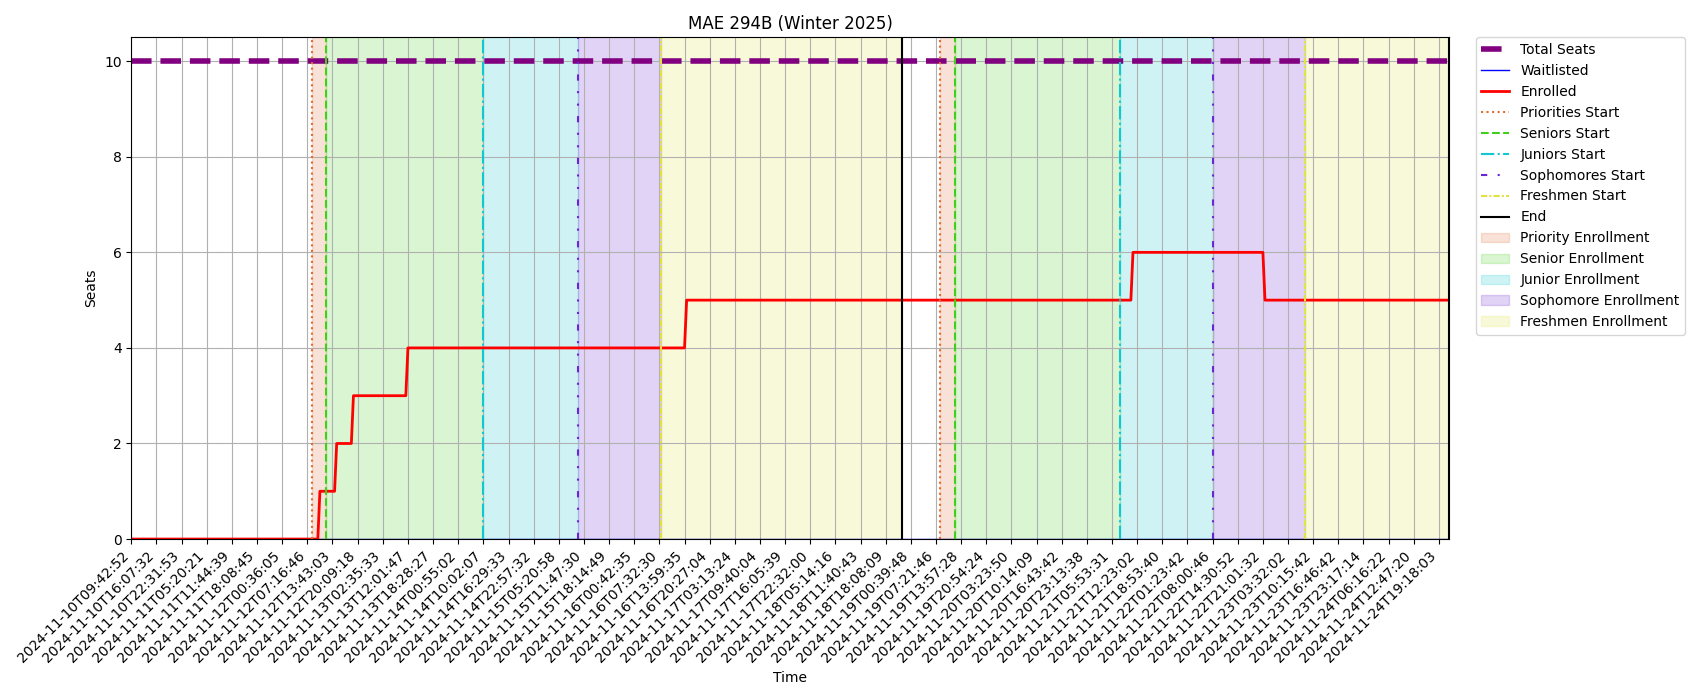 MAE 294B (Winter 2025)
Seats
10
8
6
4
2
0
2024-11-10T09:42:52
2024-11-10T16:07:32
2024-11-10T22:31:53
2024-11-11T05:20:21
2024-11-11T11:44:39
2024-11-11T18:08:45
2024-11-12T00:36:05
2024-11-12T07:16:46
2024-11-12T13:43:03
2024-11-12T20:09:18
2024-11-13T02:35:33
2024-11-13T12:01:47
2024-11-13T18:28:27
2024-11-14T00:55:02
2024-11-14T10:02:07
2024-11-14T16:29:33
2024-11-14T22:57:32
2024-11-15T05:20:58
2024-11-15T11:47:30
2024-11-15T18:14:49
2024-11-16T00:42:35
2024-11-16T07:32:30
2024-11-16T13:59:35
2024-11-16T20:27:04
2024-11-17T03:13:24
2024-11-17T09:40:04
2024-11-17T16:05:39
2024-11-17T22:32:00
2024-11-18T05:14:16
2024-11-18T11:40:43
2024-11-18T18:08:09
2024-11-19T00:39:48
2024-11-19T07:21:46
2024-11-19T13:57:28
2024-11-19T20:54:24
2024-11-20T03:23:50
2024-11-20T10:14:09
2024-11-20T16:43:42
2024-11-20T23:13:38
2024-11-21T05:53:31
2024-11-21T12:23:02
2024-11-21T18:53:40
2024-11-22T01:23:42
2024-11-22T08:00:46
2024-11-22T14:30:52
2024-11-22T21:01:32
2024-11-23T03:32:02
2024-11-23T10:15:42
2024-11-23T16:46:42
2024-11-23T23:17:14
2024-11-24T06:16:22
2024-11-24T12:47:20
2024-11-24T19:18:03
Time
Total Seats
Waitlisted
Enrolled
Priorities Start
Seniors Start
Juniors Start
Sophomores Start
Freshmen Start
End
Priority Enrollment
Senior Enrollment
Junior Enrollment
Sophomore Enrollment
Freshmen Enrollment